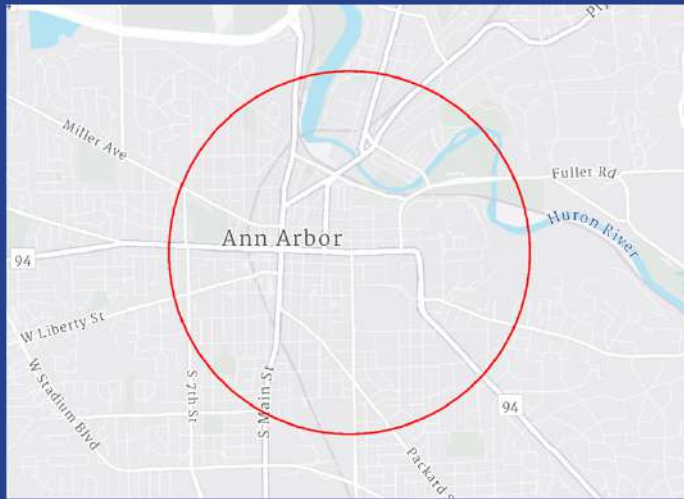 Miller Ave
Fuller Rd
Huron River
Ann Arbor
94
W Liberty St
W Stadium Blvd
S 7th St
S Main St
94
Packard S